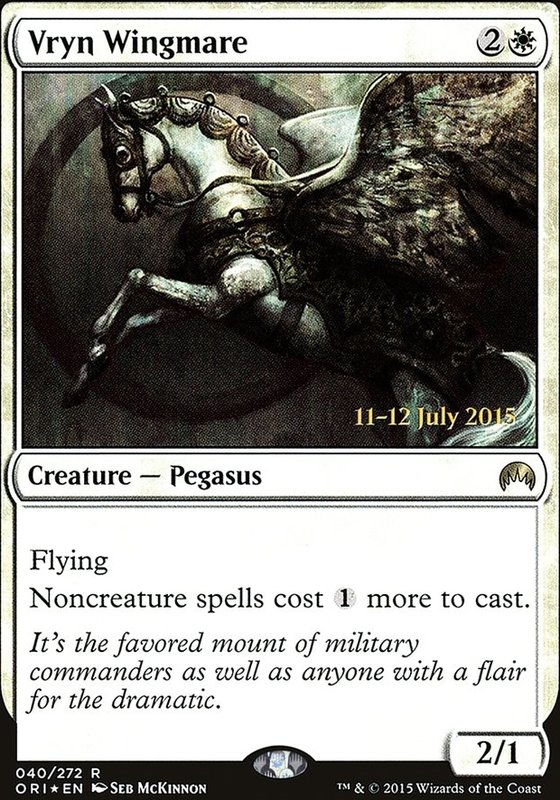 Vryn Wingmare 2
11–12 July 2015
Creature — Pegasus
Flying
Noncreature spells cost 1 more to cast.
It's the favored mount of military
commanders as well as anyone with a flair
for the dramatic.
2/1
040/272 R
ORI★EN Seb McKinnon
™ & © 2015 Wizards of the Coast